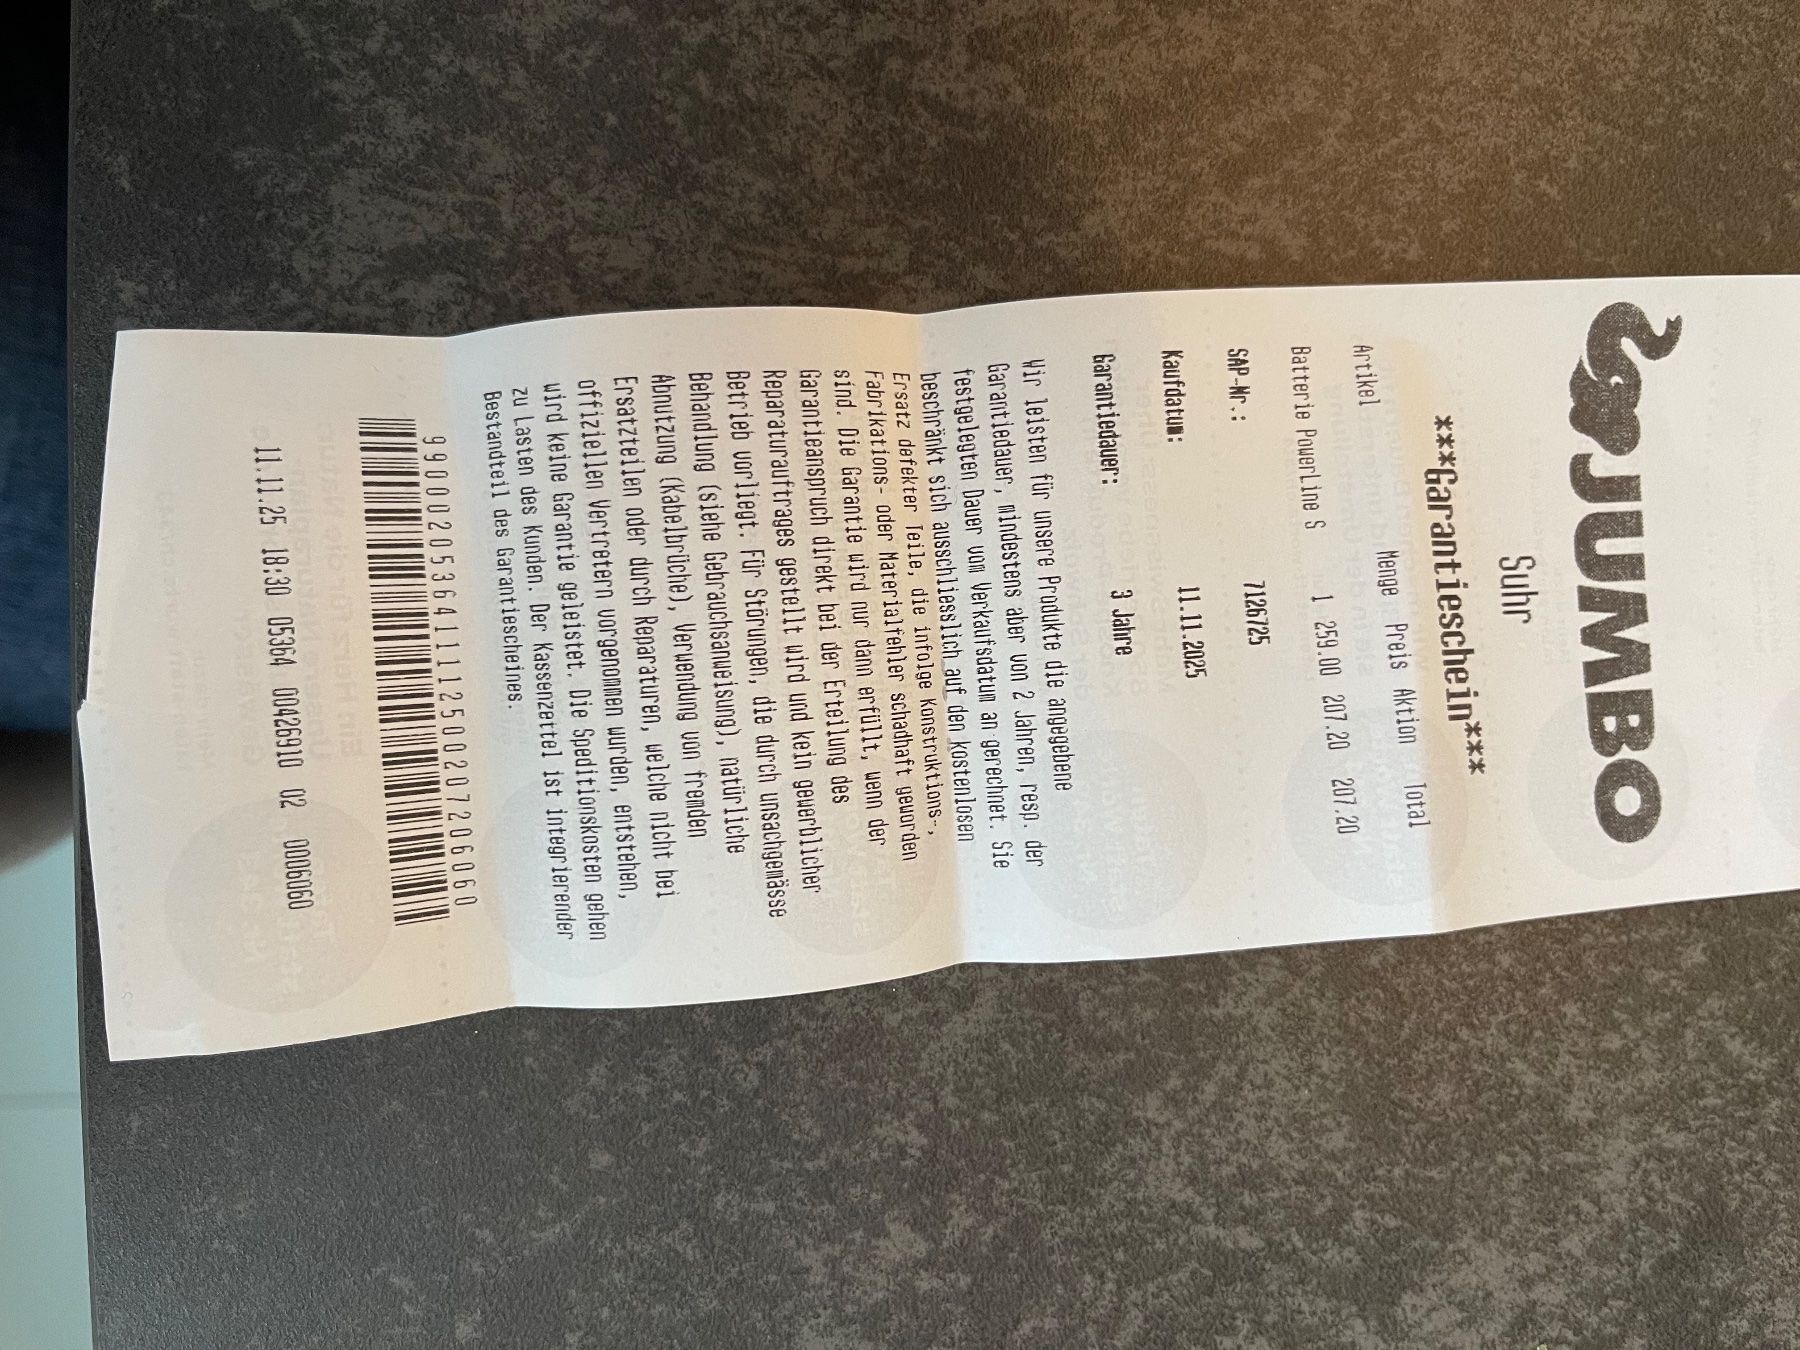 JUMBO
Suhr
***Garantieschein***
Artikel Menge Preis Aktion Total
Batterie Powerline S 1 259.00 207.20 207.20
SAP-Nr.: 7126725
Kaufdatum: 11.11.2025
Garantiedauer: 3 Jahre
Wir leisten für unsere Produkte die angegebene
Garantiedauer, mindestens aber von 2 Jahren, resp. der
festgelegten Dauer vom Verkaufsdatum an gerechnet. Sie
beschränkt sich ausschliesslich auf den kostenlosen
Ersatz defekter Teile, die infolge Konstruktions-,
Fabrikations- oder Materialfehler schadhaft geworden
sind. Die Garantie wird nur dann erfüllt, wenn der
Garantieanspruch direkt bei der Erteilung des
Reparaturauftrages gestellt wird und kein gewerblicher
Betrieb vorliegt. Für Störungen, die durch unsachgemässe
Behandlung (siehe Gebrauchsanweisung), natürliche
Abnutzung (Kabelbrüche), Verwendung von fremden
Ersatzteilen oder durch Reparaturen, welche nicht bei
offiziellen Vertretern vorgenommen wurden, entstehen,
wird keine Garantie geleistet. Die Speditionskosten gehen
zu Lasten des Kunden. Der Kassenzettel ist integrierender
Bestandteil des Garantiescheines.
9900020536411112500207206060
11.11.25 18:30 05364 00426910 02 0006060